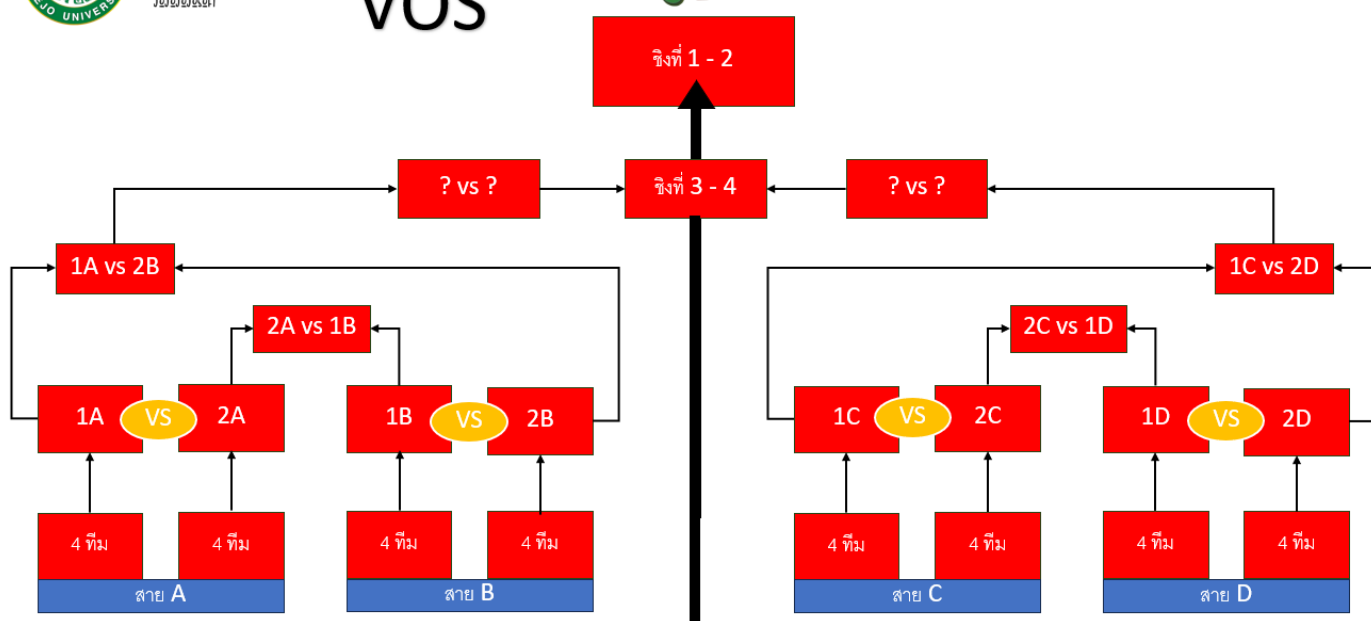 VOS
ชิงที่ 1 - 2
? vs ?
ชิงที่ 3 - 4
? vs ?
1A vs 2B
1C vs 2D
2A vs 1B
2C vs 1D
1A VS 2A
1B VS 2B
1C VS 2C
1D VS 2D
4 ทีม
4 ทีม
4 ทีม
4 ทีม
4 ทีม
4 ทีม
4 ทีม
4 ทีม
สาย A
สาย B
สาย C
สาย D